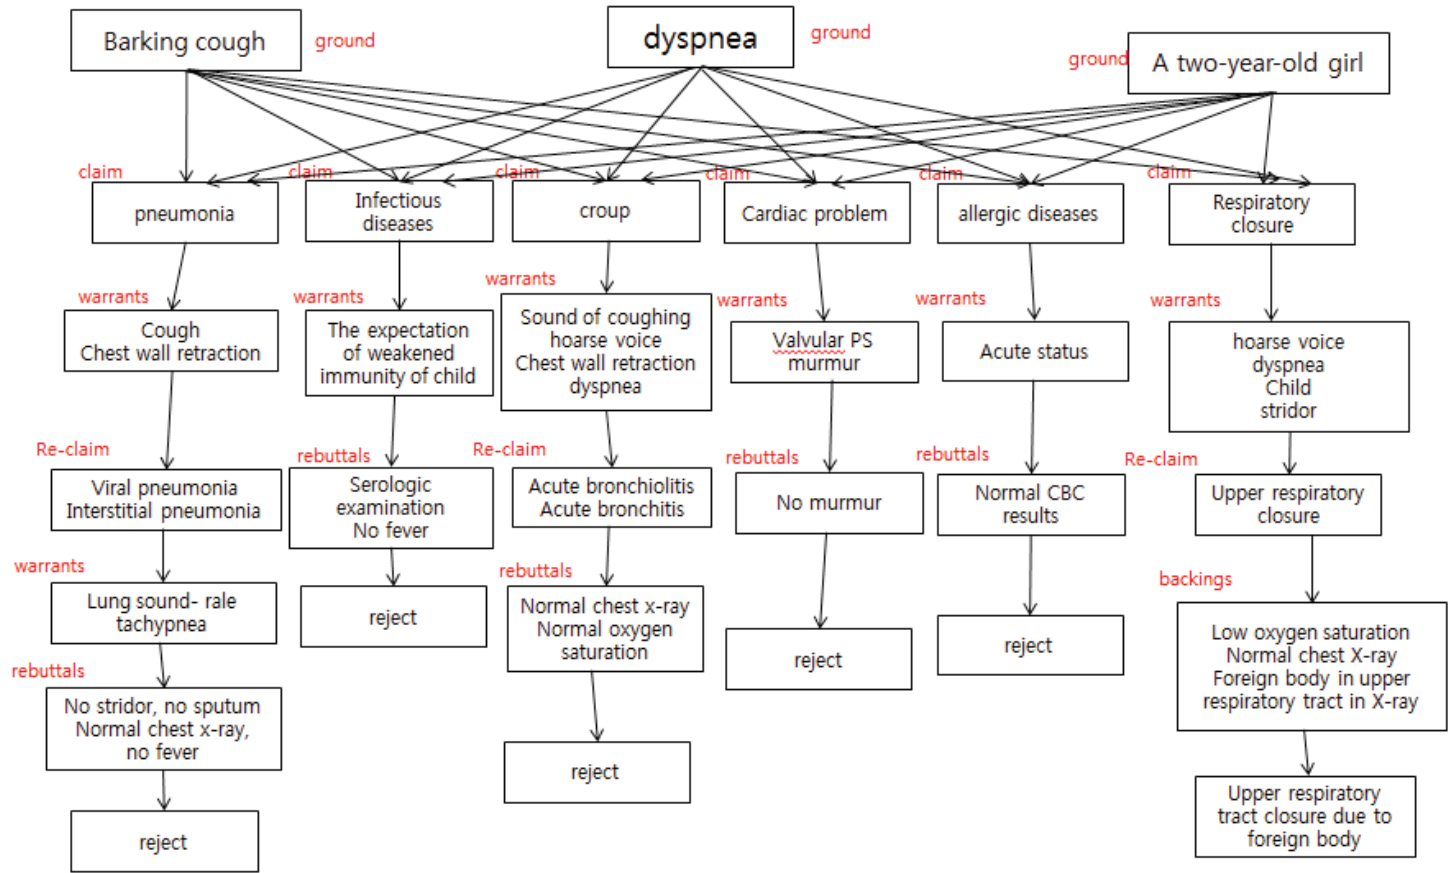 Barking cough
ground
dyspnea
ground
ground
A two-year-old girl
claim
pneumonia
warrants
Cough
Chest wall retraction
Re-claim
Viral pneumonia
Interstitial pneumonia
warrants
Lung sound- rale
tachypnea
rebuttals
No stridor, no sputum
Normal chest x-ray,
no fever
reject
claim
Infectious
diseases
warrants
The expectation
of weakened
immunity of child
rebuttals
Serologic
examination
No fever
reject
claim
croup
warrants
Sound of coughing
hoarse voice
Chest wall retraction
dyspnea
Re-claim
Acute bronchiolitis
Acute bronchitis
rebuttals
Normal chest x-ray
Normal oxygen
saturation
reject
claim
Cardiac problem
warrants
Valvular PS
murmur
rebuttals
No murmur
reject
claim
allergic diseases
warrants
Acute status
rebuttals
Normal CBC
results
reject
claim
Respiratory
closure
warrants
hoarse voice
dyspnea
Child
stridor
Re-claim
Upper respiratory
closure
backings
Low oxygen saturation
Normal chest X-ray
Foreign body in upper
respiratory tract in X-ray
Upper respiratory
tract closure due to
foreign body